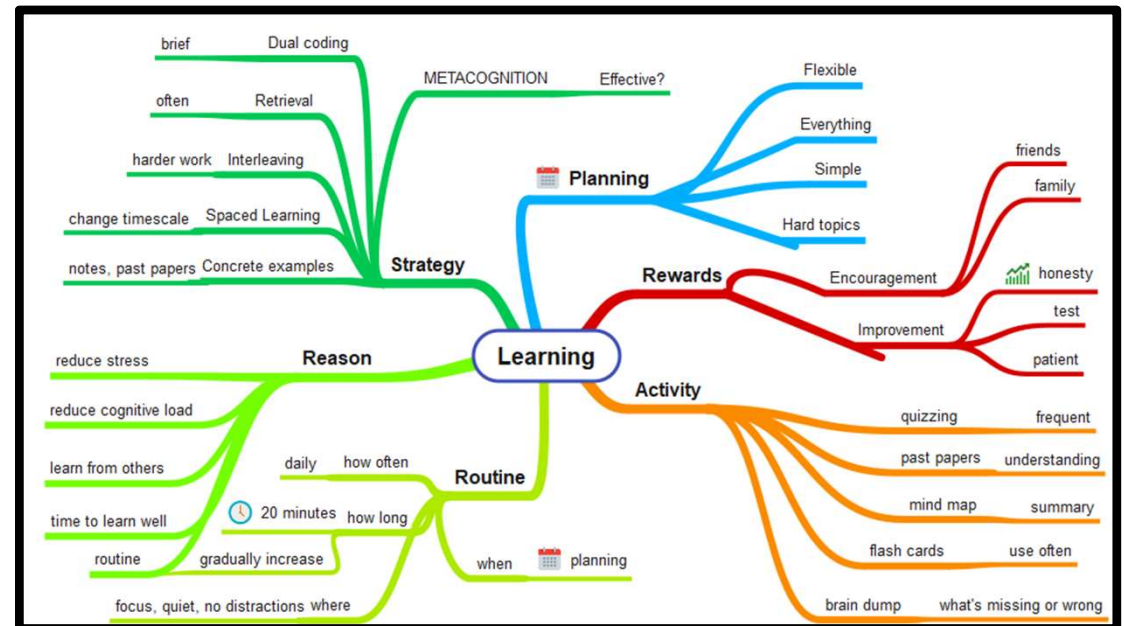 Learning
Strategy
Dual coding
brief
Retrieval
often
Interleaving
harder work
Spaced Learning
change timescale
Concrete examples
notes, past papers
METACOGNITION
Effective?
Planning
Flexible
Everything
Simple
Hard topics
Rewards
Encouragement
friends
family
Improvement
honesty
test
patient
Activity
quizzing
frequent
past papers
understanding
mind map
summary
flash cards
use often
brain dump
what's missing or wrong
Routine
how often
daily
how long
20 minutes
gradually increase
when
planning
where
focus, quiet, no distractions
Reason
reduce stress
reduce cognitive load
learn from others
time to learn well
routine